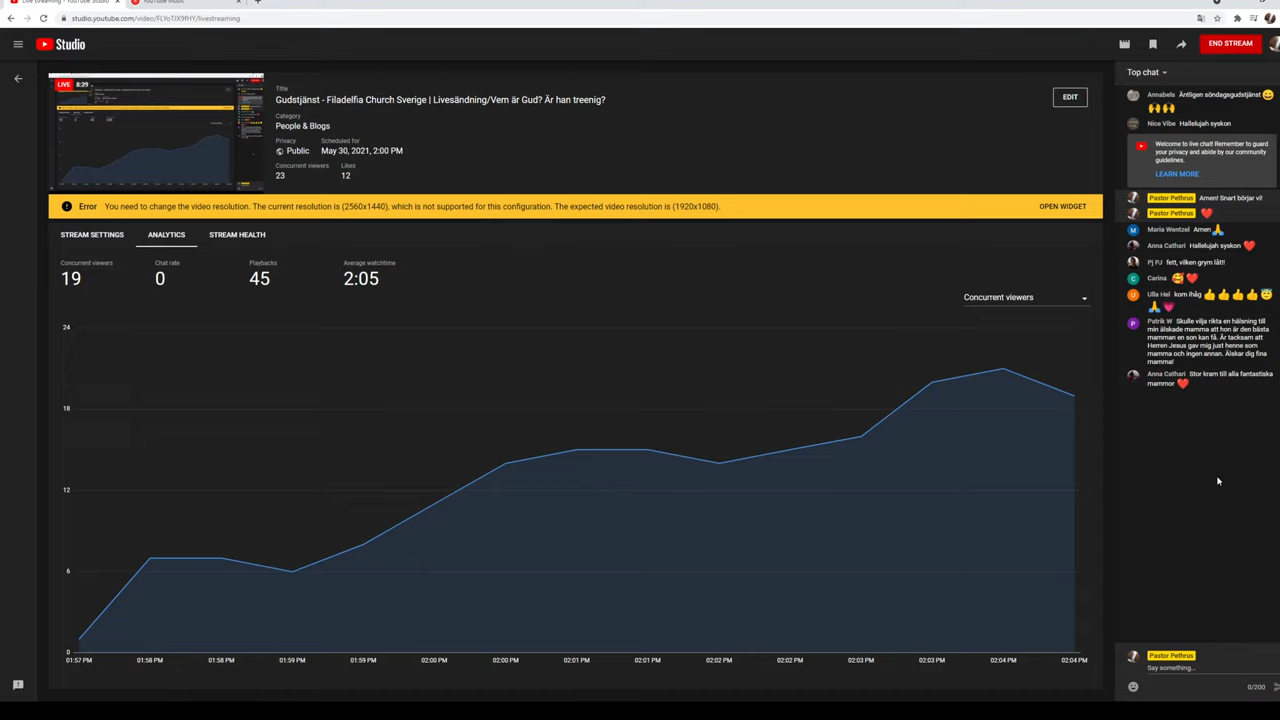 Live streaming - YouTube Studio
YouTube Music
studio.youtube.com/video/FLYoTJX9fHY/livestreaming
Studio
END STREAM
LIVE 8:39
Title
Gudstjänst - Filadelfia Church Sverige | Livesändning/Vem är Gud? Är han treenig?
EDIT
Category
People & Blogs
Privacy
Scheduled for
Public
May 30, 2021, 2:00 PM
Concurrent viewers
Likes
23
12
Error You need to change the video resolution. The current resolution is (2560x1440), which is not supported for this configuration. The expected video resolution is (1920x1080).
OPEN WIDGET
STREAM SETTINGS
ANALYTICS
STREAM HEALTH
Concurrent viewers
Chat rate
Playbacks
Average watchtime
19
0
45
2:05
Concurrent viewers
24
18
12
6
0
01:57 PM 01:58 PM 01:58 PM 01:59 PM 01:59 PM 02:00 PM 02:00 PM 02:01 PM 02:01 PM 02:02 PM 02:02 PM 02:03 PM 02:03 PM 02:04 PM 02:04 PM
Top chat
Annabela Äntligen söndagsgudstjänst 😄
🙌🙌
Nice Vibe Hallelujah syskon
Welcome to live chat! Remember to guard
your privacy and abide by our community
guidelines.
LEARN MORE
Pastor Pethrus Amen! Snart börjar vi!
Pastor Pethrus ❤️
Maria Wentzel Amen 🙏
Anna Cathari Hallelujah syskon ❤️
Pj PJ fett, vilken grym låt!!
Carina 🥰❤️
Ulla Hel kom ihåg 👍👍👍👍😇
🙏💗
Patrik W Skulle vilja rikta en hälsning till
min älskade mamma att hon är den bästa
mamman en son kan få. Är tacksam att
Herren Jesus gav mig just henne som
mamma och ingen annan. Älskar dig fina
mamma!
Anna Cathari Stor kram till alla fantastiska
mammor ❤️
Pastor Pethrus
Say something...
0/200